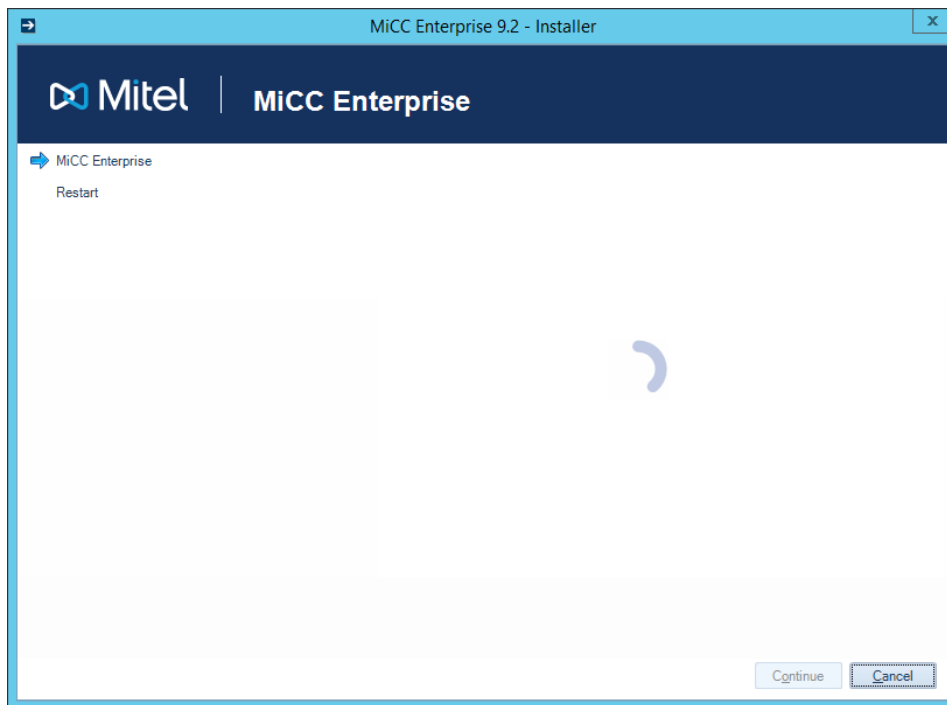 MiCC Enterprise 9.2 - Installer
x
Mitel | MiCC Enterprise
MiCC Enterprise
Restart
Continue Cancel